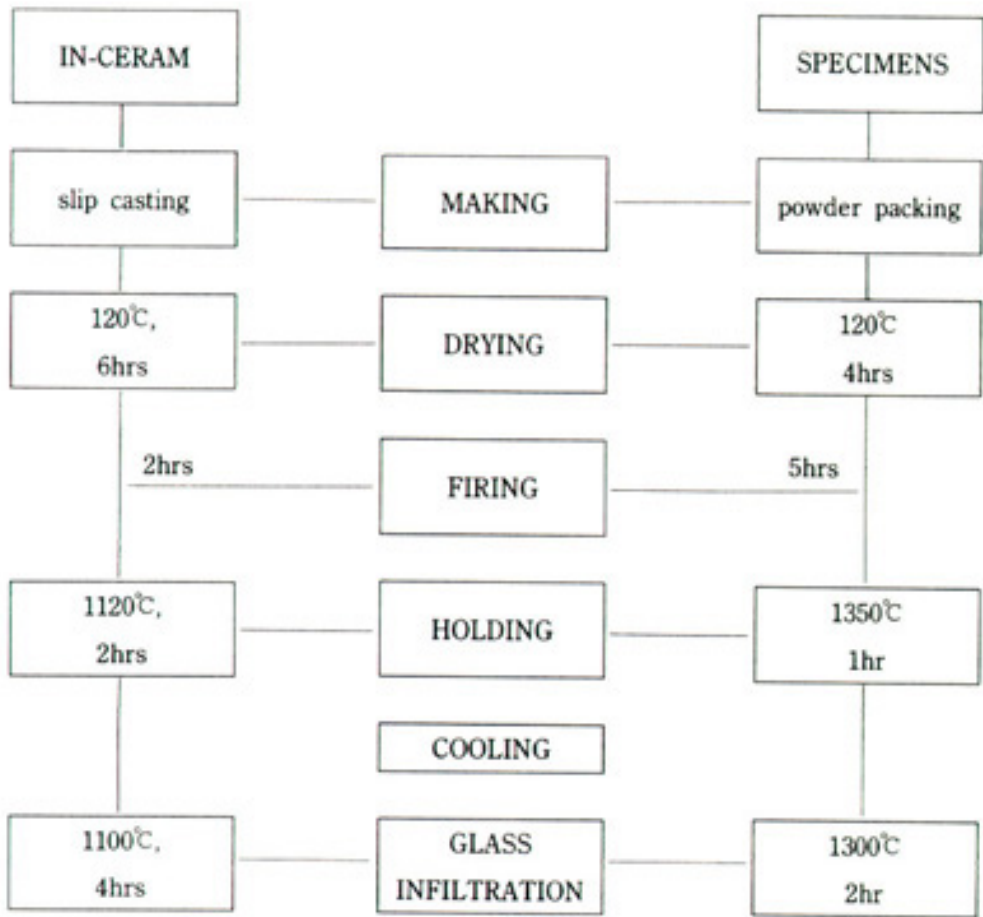 IN-CERAM
SPECIMENS
slip casting
MAKING
powder packing
120℃,
6hrs
DRYING
120℃
4hrs
2hrs
FIRING
5hrs
1120℃,
2hrs
HOLDING
1350℃
1hr
COOLING
1100℃,
4hrs
GLASS
INFILTRATION
1300℃
2hr